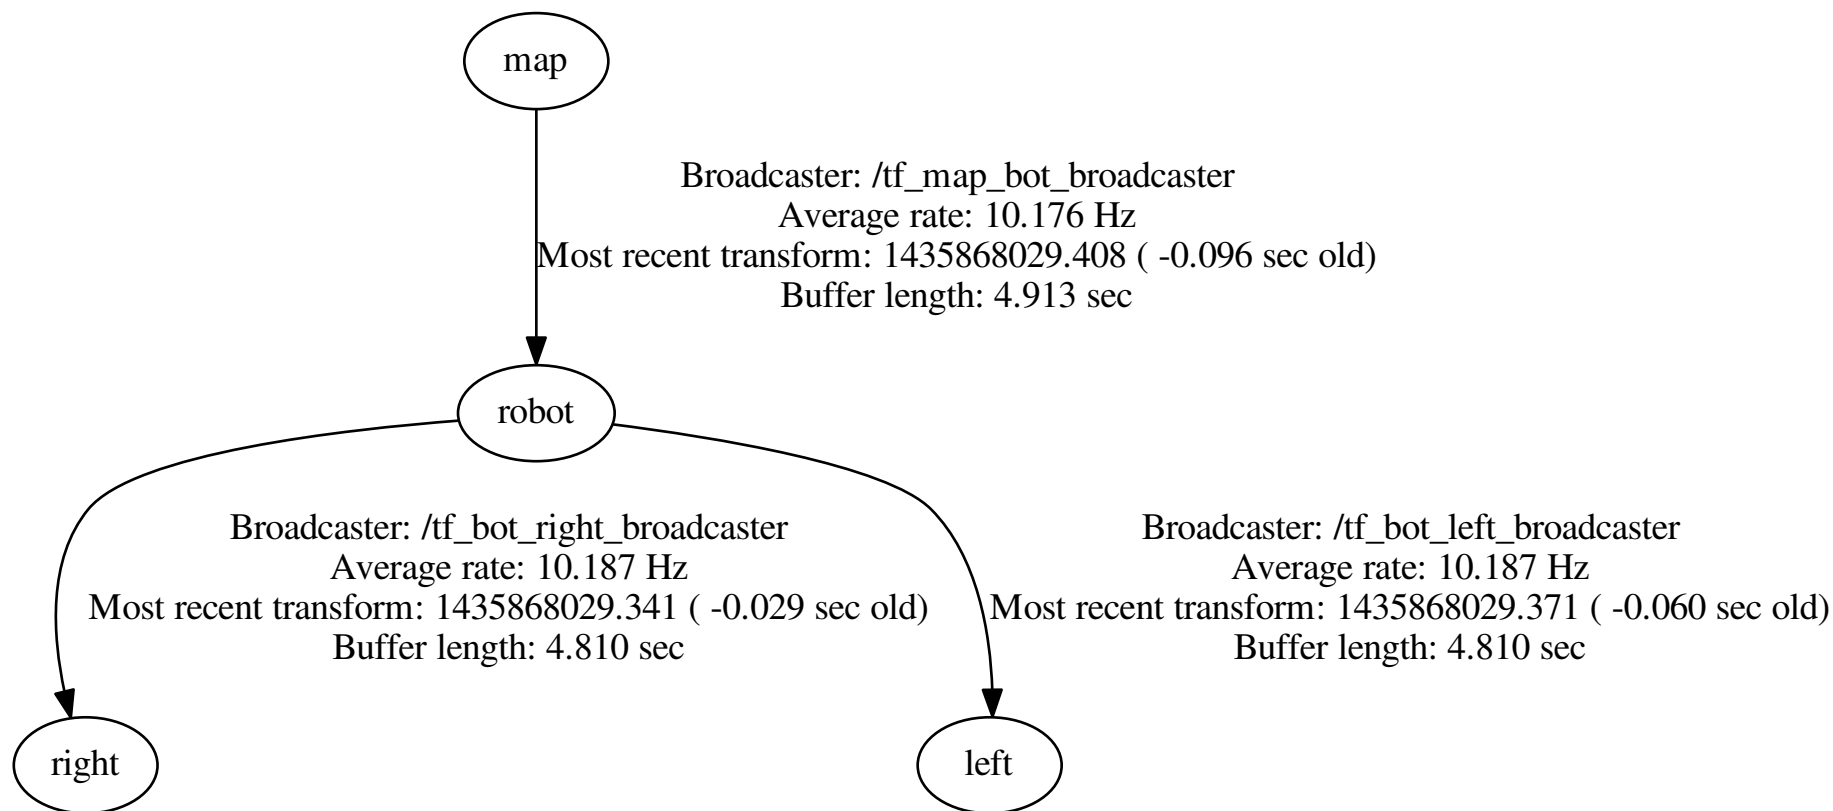 map
Broadcaster: /tf_map_bot_broadcaster
Average rate: 10.176 Hz
Most recent transform: 1435868029.408 ( -0.096 sec old)
Buffer length: 4.913 sec
robot
Broadcaster: /tf_bot_right_broadcaster
Average rate: 10.187 Hz
Most recent transform: 1435868029.341 ( -0.029 sec old)
Buffer length: 4.810 sec
Broadcaster: /tf_bot_left_broadcaster
Average rate: 10.187 Hz
Most recent transform: 1435868029.371 ( -0.060 sec old)
Buffer length: 4.810 sec
right
left